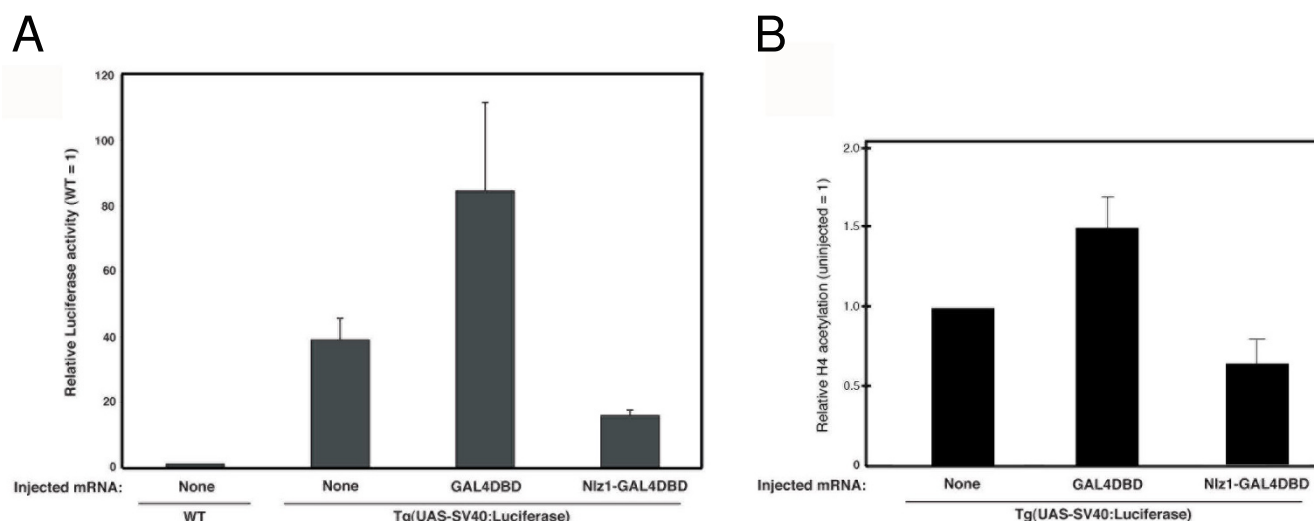 A
Relative Luciferase activity (WT = 1)
120
100
80
60
40
20
0
Injected mRNA: None None GAL4DBD Nlz1-GAL4DBD
WT Tg(UAS-SV40:Luciferase)
B
Relative H4 acetylation (uninjected = 1)
2.0
1.5
1.0
0.5
0
Injected mRNA: None GAL4DBD Nlz1-GAL4DBD
Tg(UAS-SV40:Luciferase)